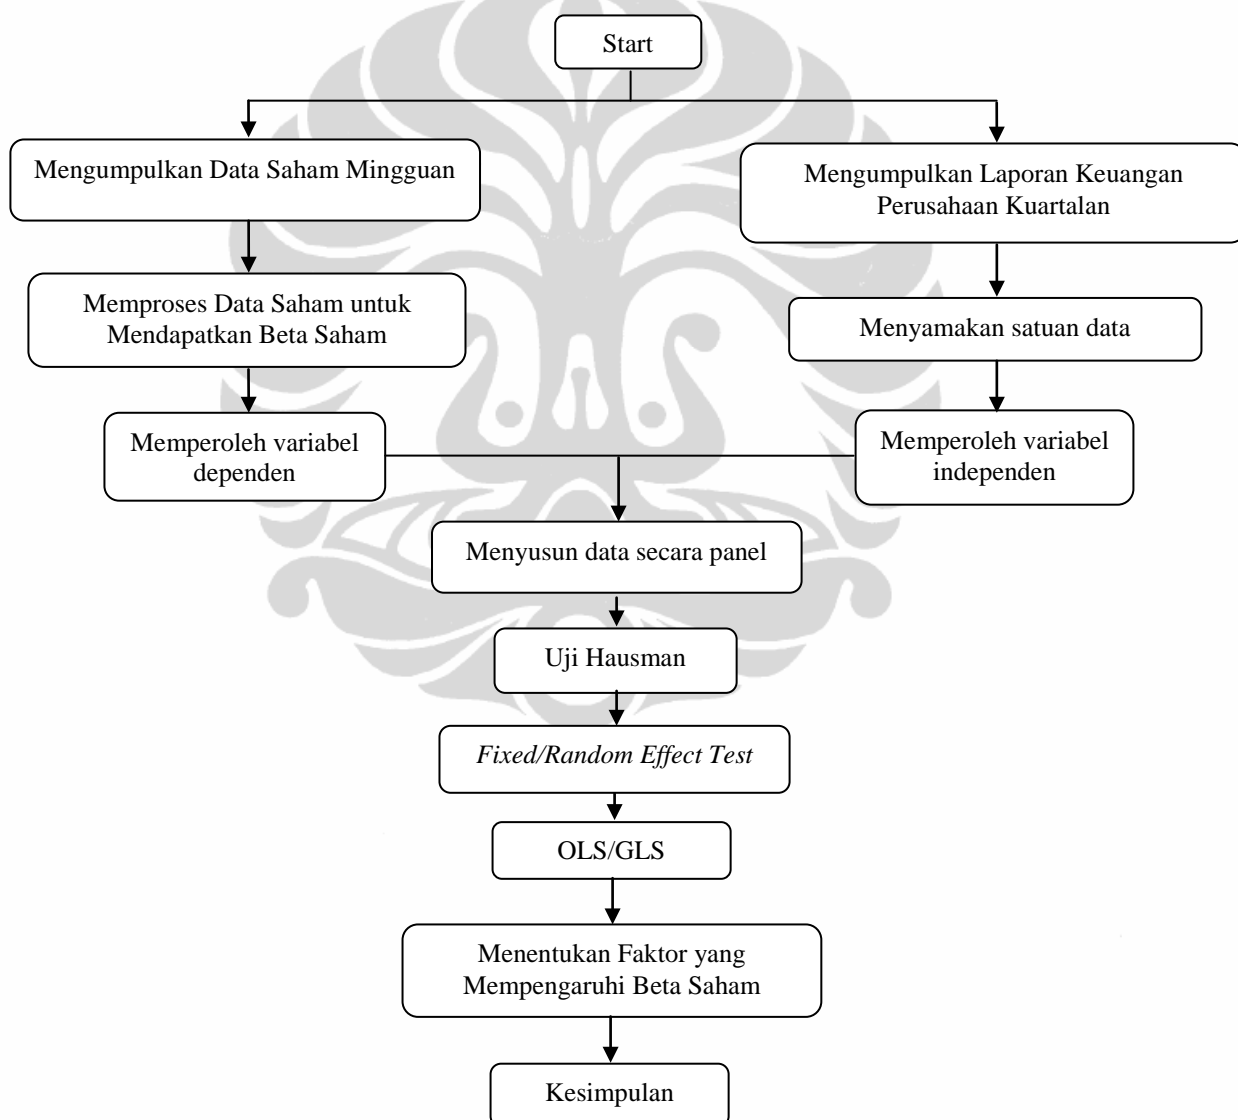 Start
Mengumpulkan Data Saham Mingguan
Mengumpulkan Laporan Keuangan
Perusahaan Kuartalan
Memproses Data Saham untuk
Mendapatkan Beta Saham
Menyamakan satuan data
Memperoleh variabel
dependen
Memperoleh variabel
independen
Menyusun data secara panel
Uji Hausman
Fixed/Random Effect Test
OLS/GLS
Menentukan Faktor yang
Mempengaruhi Beta Saham
Kesimpulan